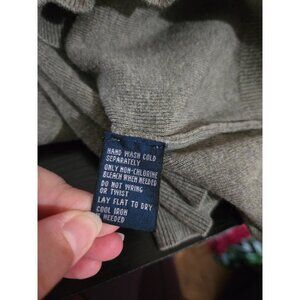 HAND WASH COLD
SEPARATELY
ONLY NON-CHLORINE
BLEACH WHEN NEEDED
DO NOT WRING
OR TWIST
LAY FLAT TO DRY
COOL IRON
NEEDED